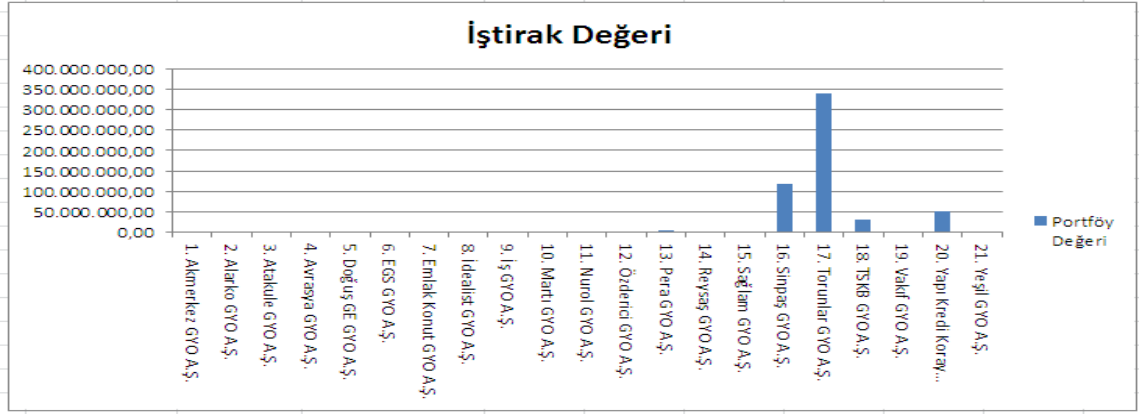 İştirak Değeri
400.000.000,00
350.000.000,00
300.000.000,00
250.000.000,00
200.000.000,00
150.000.000,00
100.000.000,00
50.000.000,00
0,00
1. Akmerkez GYO A.Ş.
2. Alarko GYO A.Ş.
3. Atakule GYO A.Ş.
4. Avrasya GYO A.Ş.
5. Doğuş GE GYO A.Ş.
6. EGS GYO A.Ş.
7. Emlak Konut GYO A.Ş.
8. İdealist GYO A.Ş.
9. İş GYO A.Ş.
10. Martı GYO A.Ş.
11. Nurol GYO A.Ş.
12. Özderici GYO A.Ş.
13. Pera GYO A.Ş.
14. Reysaş GYO A.Ş.
15. Sağlam GYO A.Ş.
16. Sinpaş GYO A.Ş.
17. Torunlar GYO A.Ş.
18. TSKB GYO A.Ş.
19. Vakıf GYO A.Ş.
20. Yapı Kredi Koray...
21. Yeşil GYO A.Ş.
Portföy
Değeri